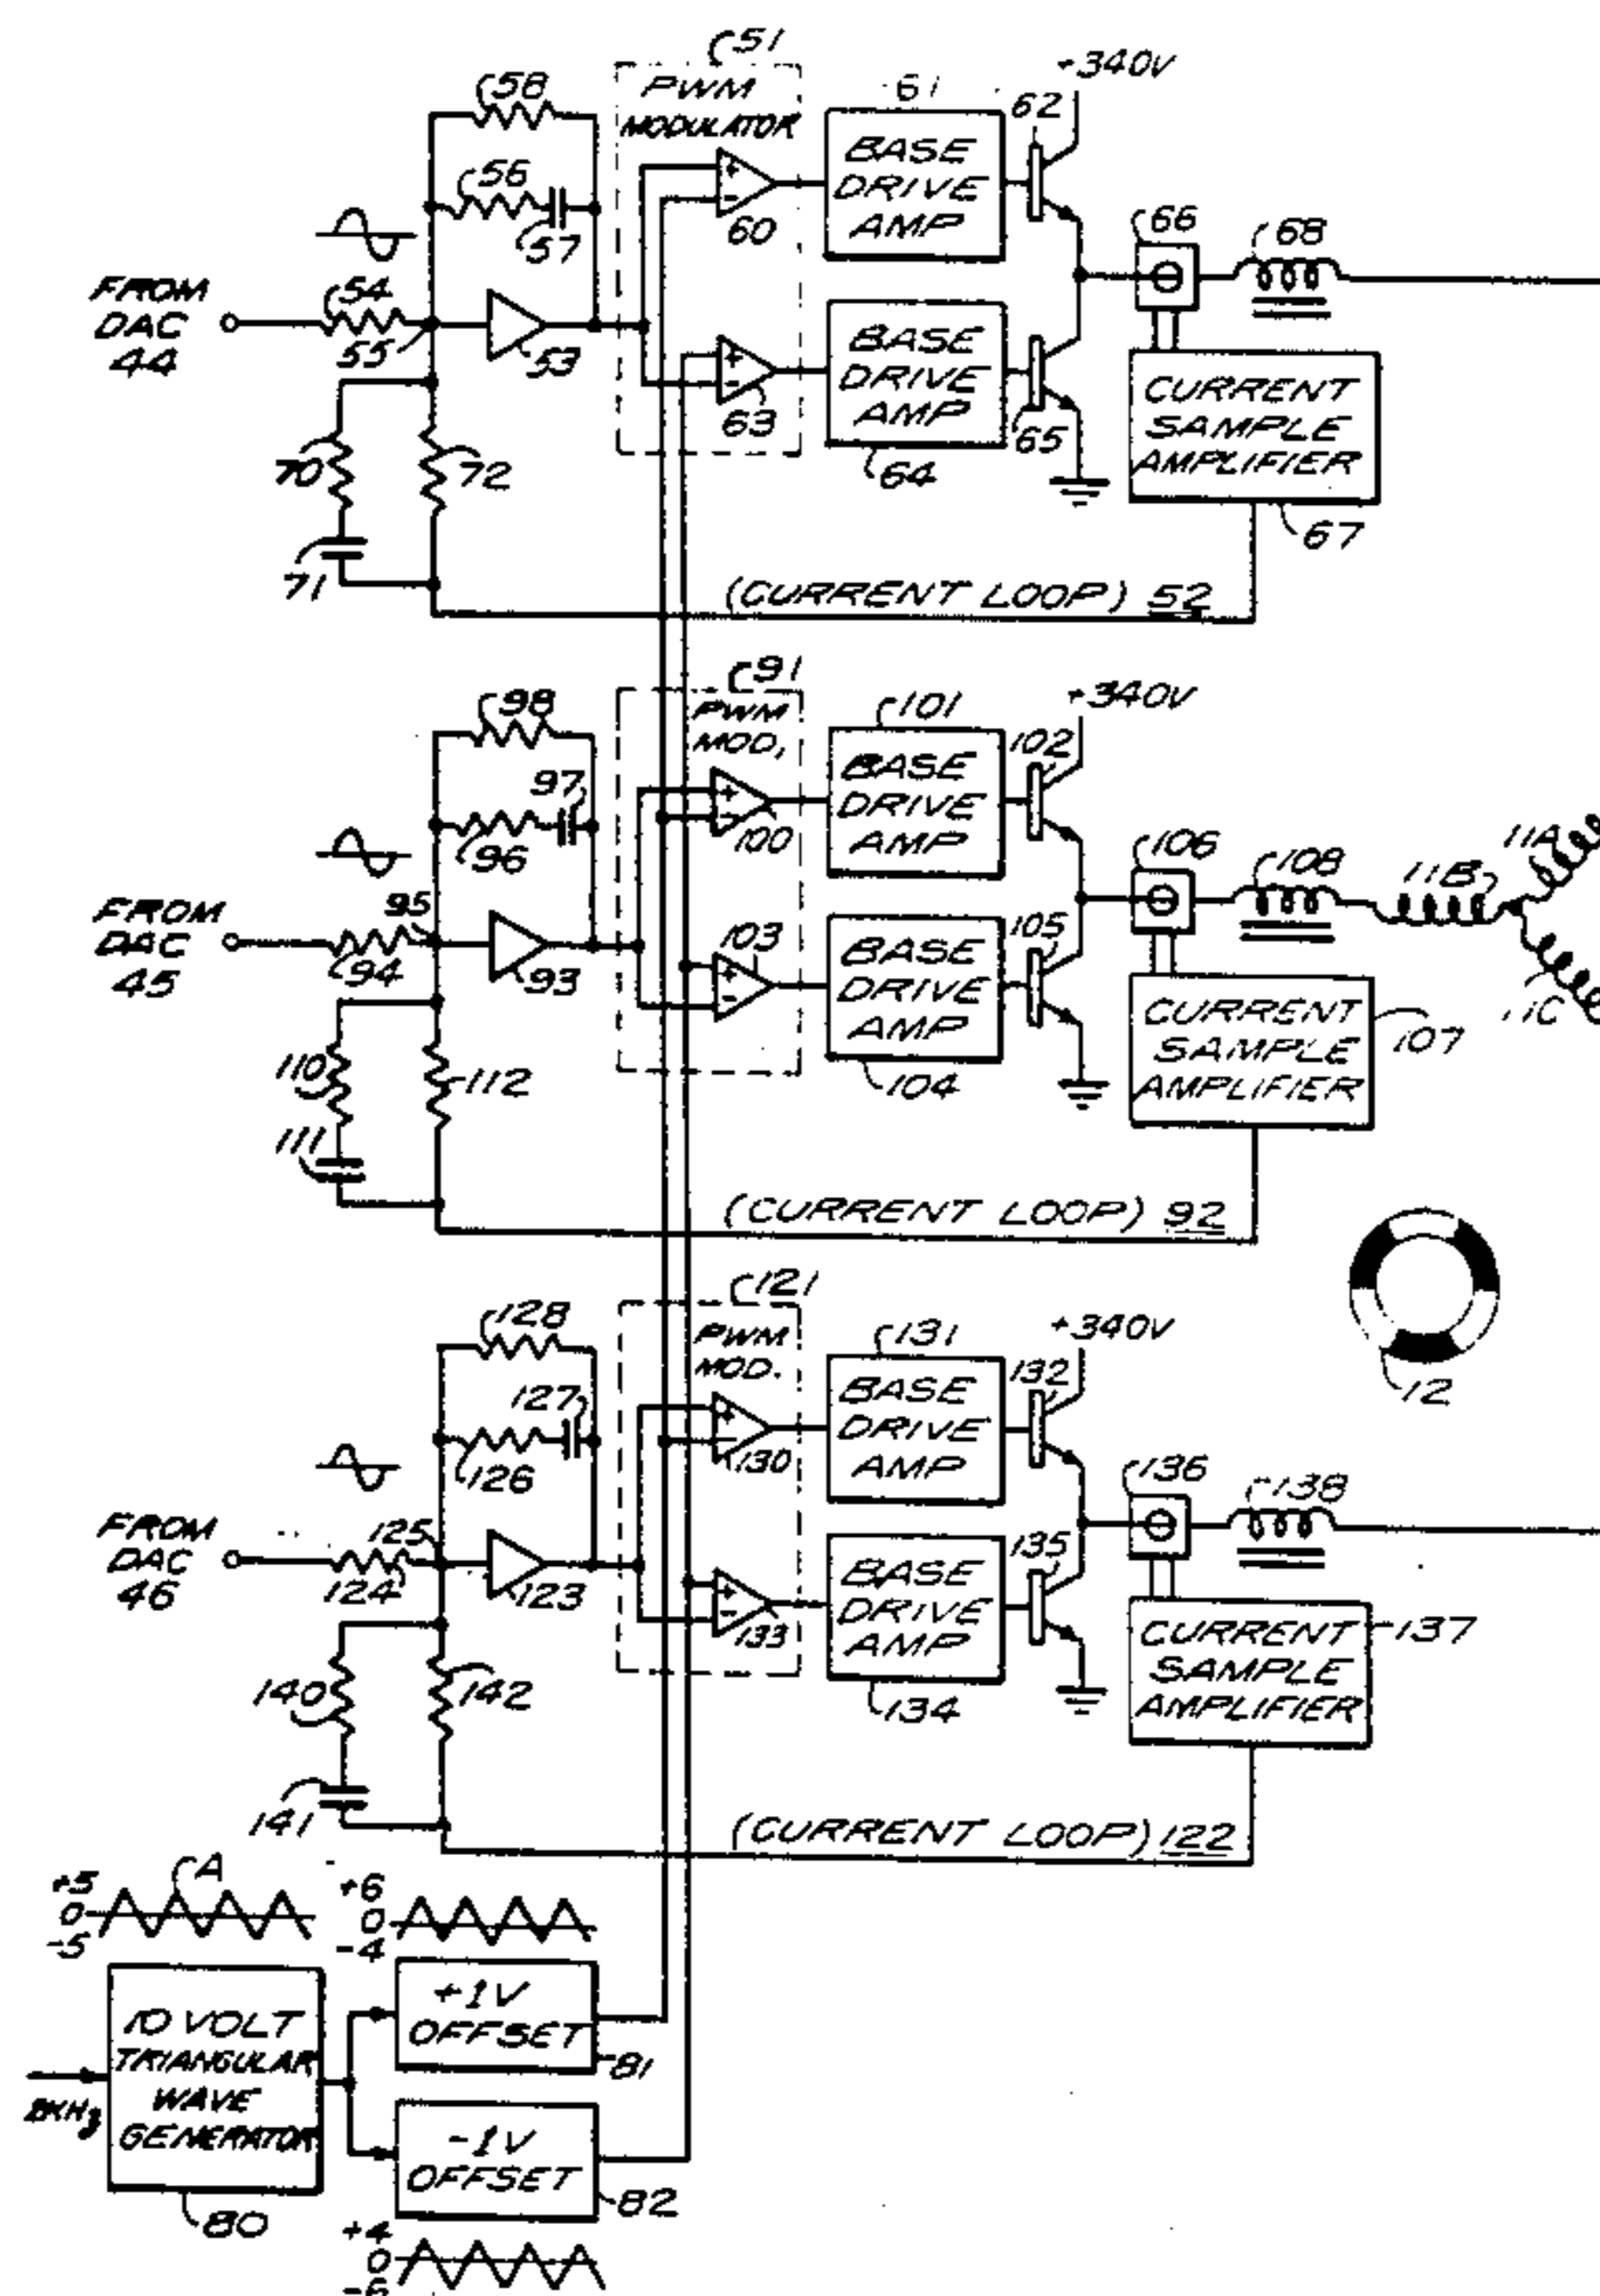 51
+340V
58
PWM
MODULATOR
61
62
BASE
DRIVE
AMP
56
57
60
66
68
FROM
DAC
44
54
55
53
63
BASE
DRIVE
AMP
65
64
CURRENT
SAMPLE
AMPLIFIER
67
70
72
71
(CURRENT LOOP) 52
91
+340V
98
PWM
MOD,
101
102
BASE
DRIVE
AMP
97
96
100
106
108
11B
11A
11C
FROM
DAC
45
95
94
93
103
BASE
DRIVE
AMP
105
104
CURRENT
SAMPLE
AMPLIFIER
107
110
112
111
(CURRENT LOOP) 92
12
121
+340V
128
PWM
MOD.
131
132
BASE
DRIVE
AMP
127
126
130
136
138
FROM
DAC
46
125
124
123
133
BASE
DRIVE
AMP
135
134
CURRENT
SAMPLE
AMPLIFIER
137
140
142
141
(CURRENT LOOP) 122
+5
0
-5
A
+6
0
-4
10 VOLT
TRIANGULAR
WAVE
GENERATOR
80
+1V
OFFSET
81
-1V
OFFSET
82
+4
0
-6